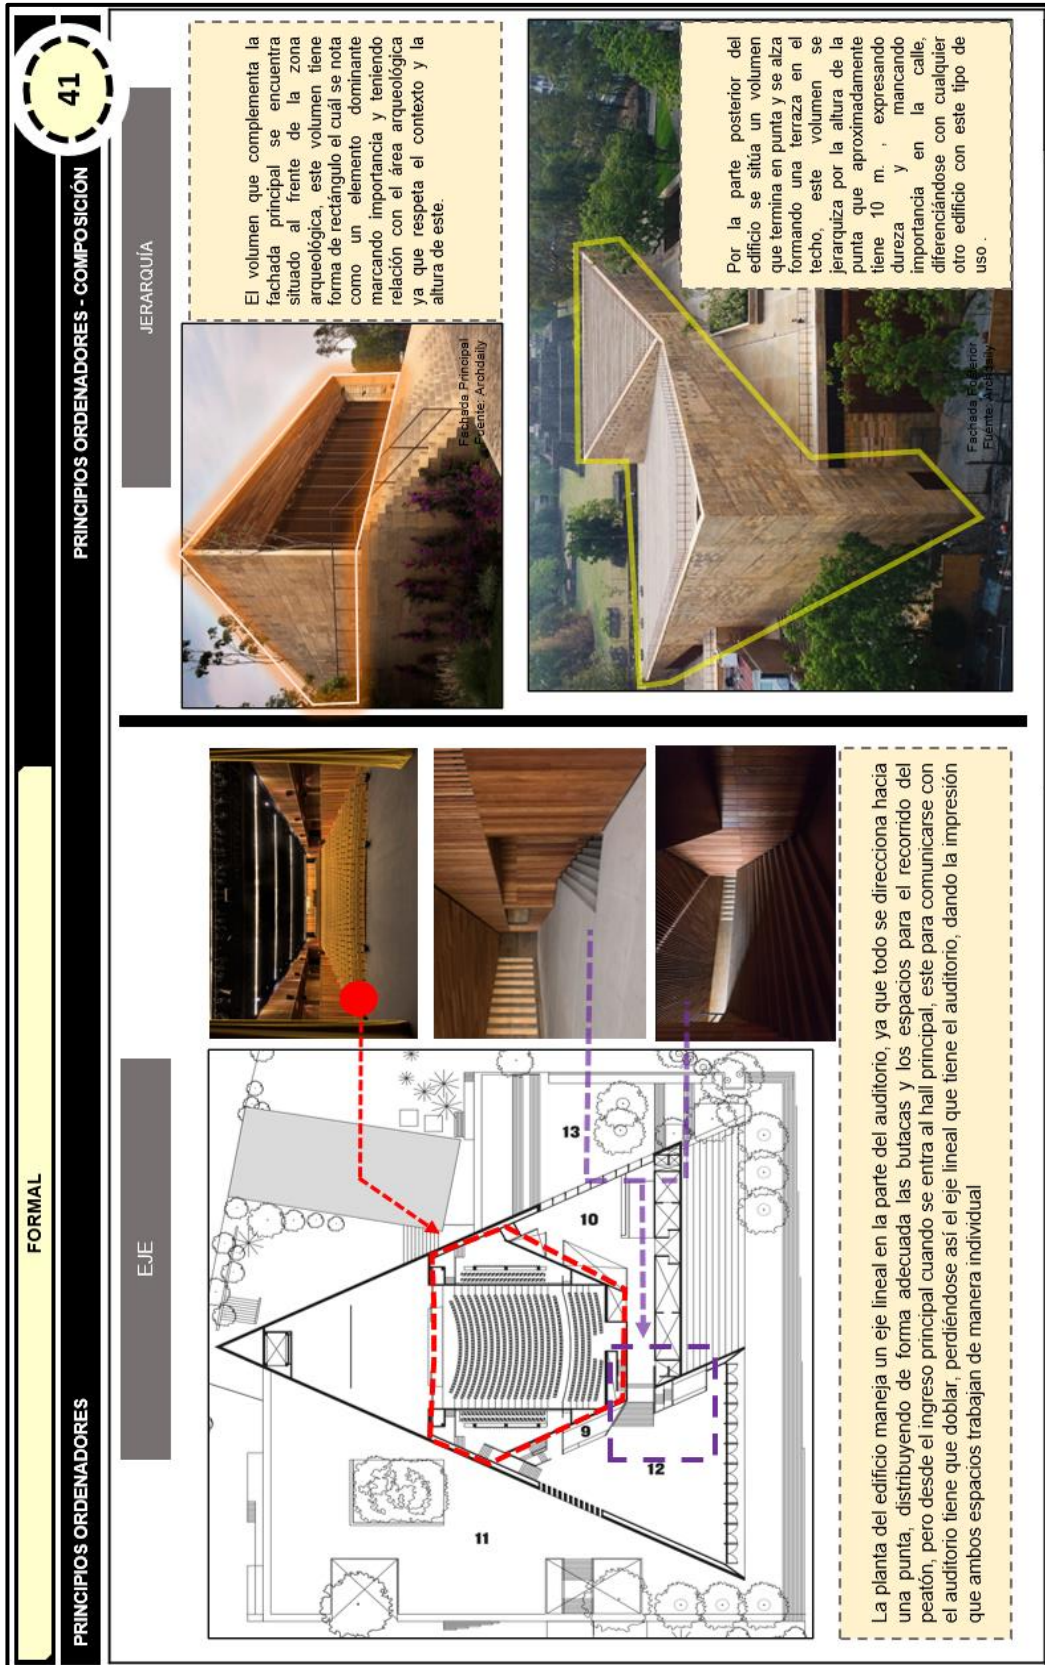 FORMAL
PRINCIPIOS ORDENADORES
PRINCIPIOS ORDENADORES - COMPOSICIÓN
41
EJE
9
10
11
12
13
La planta del edificio maneja un eje lineal en la parte del auditorio, ya que todo se direcciona hacia
una punta, distribuyendo de forma adecuada las butacas y los espacios para el recorrido del
peatón, pero desde el ingreso principal cuando se entra al hall principal, este para comunicarse con
el auditorio tiene que doblar, perdiéndose así el eje lineal que tiene el auditorio, dando la impresión
que ambos espacios trabajan de manera individual
JERARQUÍA
Fachada Principal
Fuente: Archdaily
El volumen que complementa la
fachada principal se encuentra
situado al frente de la zona
arqueológica, este volumen tiene
forma de rectángulo el cuál se nota
como un elemento dominante
marcando importancia y teniendo
relación con el área arqueológica
ya que respeta el contexto y la
altura de este.
Fachada Posterior
Fuente: Archdaily
Por la parte posterior del
edificio se sitúa un volumen
que termina en punta y se alza
formando una terraza en el
techo, este volumen se
jerarquiza por la altura de la
punta que aproximadamente
tiene 10 m. , expresando
dureza y mancando
importancia en la calle,
diferenciándose con cualquier
otro edificio con este tipo de
uso .